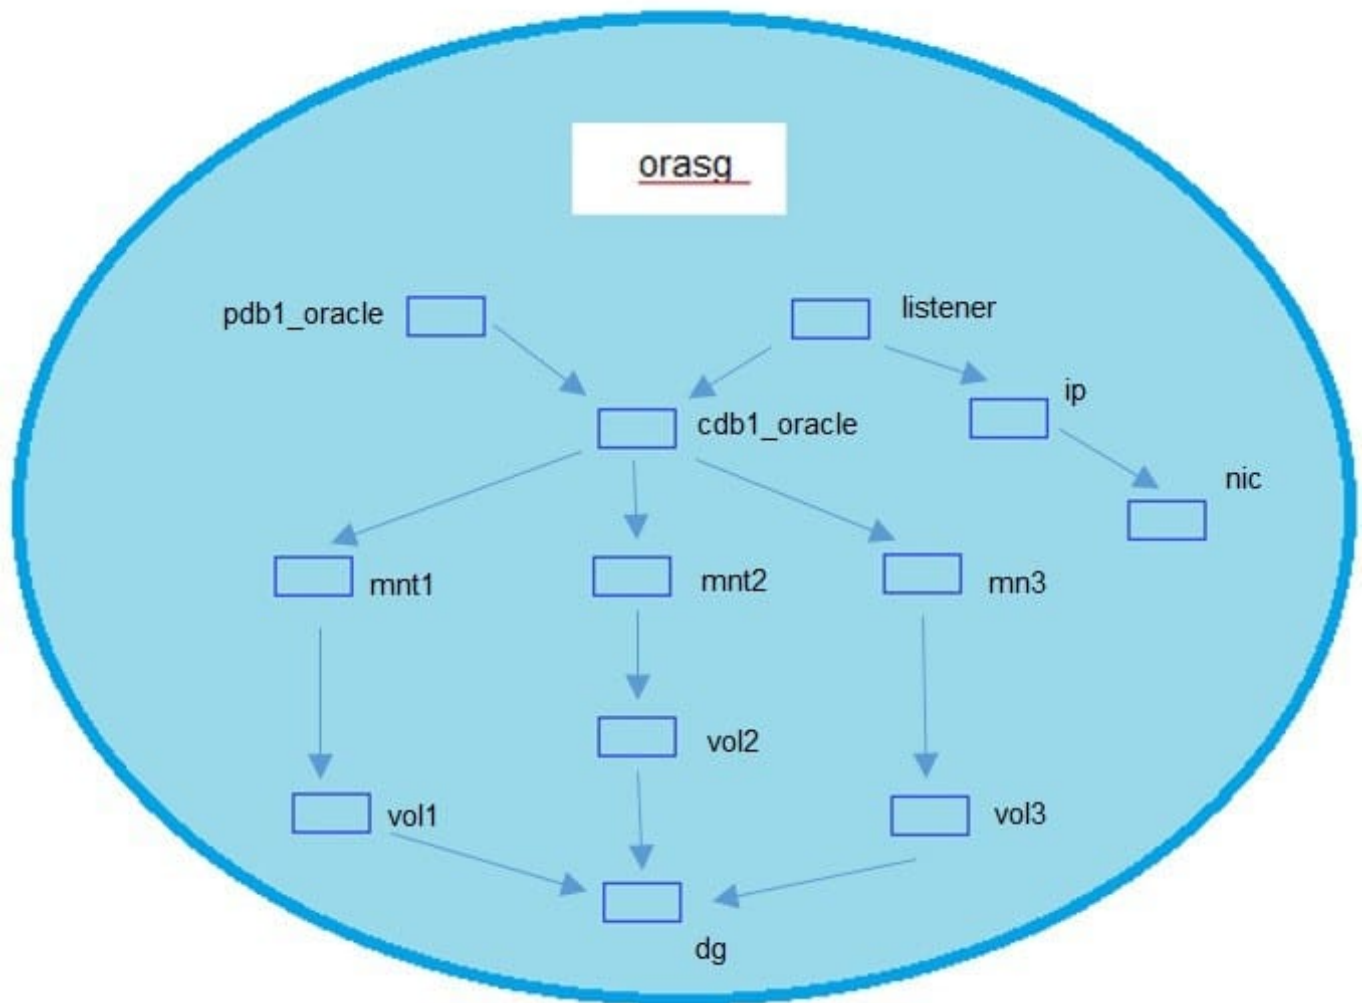 orasg
pdb1_oracle
listener
ip
cdb1_oracle
nic
mnt1
mnt2
mn3
vol2
vol1
vol3
dg